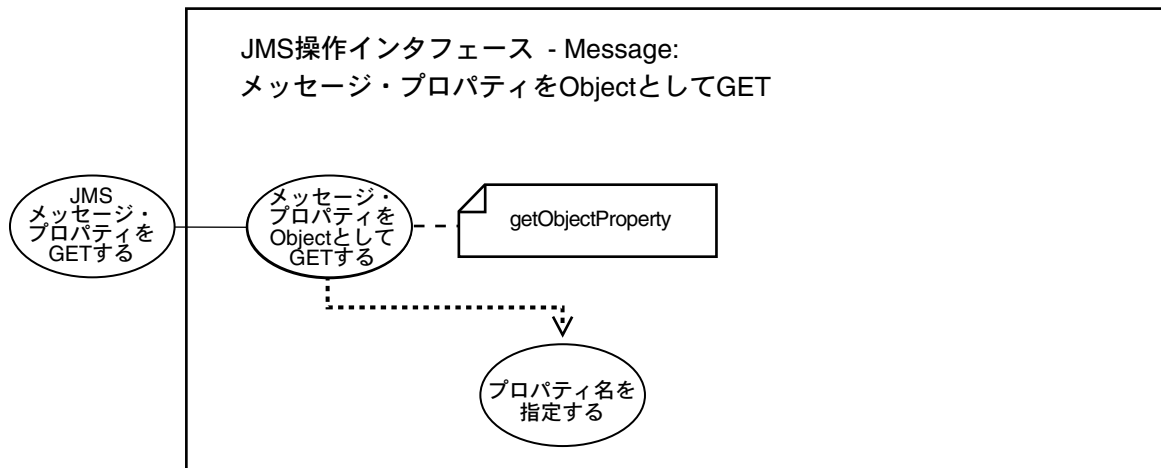 JMS操作インタフェース - Message:
メッセージ・プロパティをObjectとしてGET
JMS
メッセージ・
プロパティを
GETする
メッセージ・
プロパティを
Objectとして
GETする
getObjectProperty
プロパティ名を
指定する